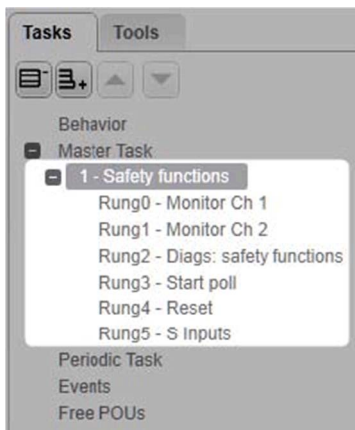 Tasks Tools
Behavior
Master Task
1 - Safety functions
Rung0 - Monitor Ch 1
Rung1 - Monitor Ch 2
Rung2 - Diags: safety functions
Rung3 - Start poll
Rung4 - Reset
Rung5 - S Inputs
Periodic Task
Events
Free POUs